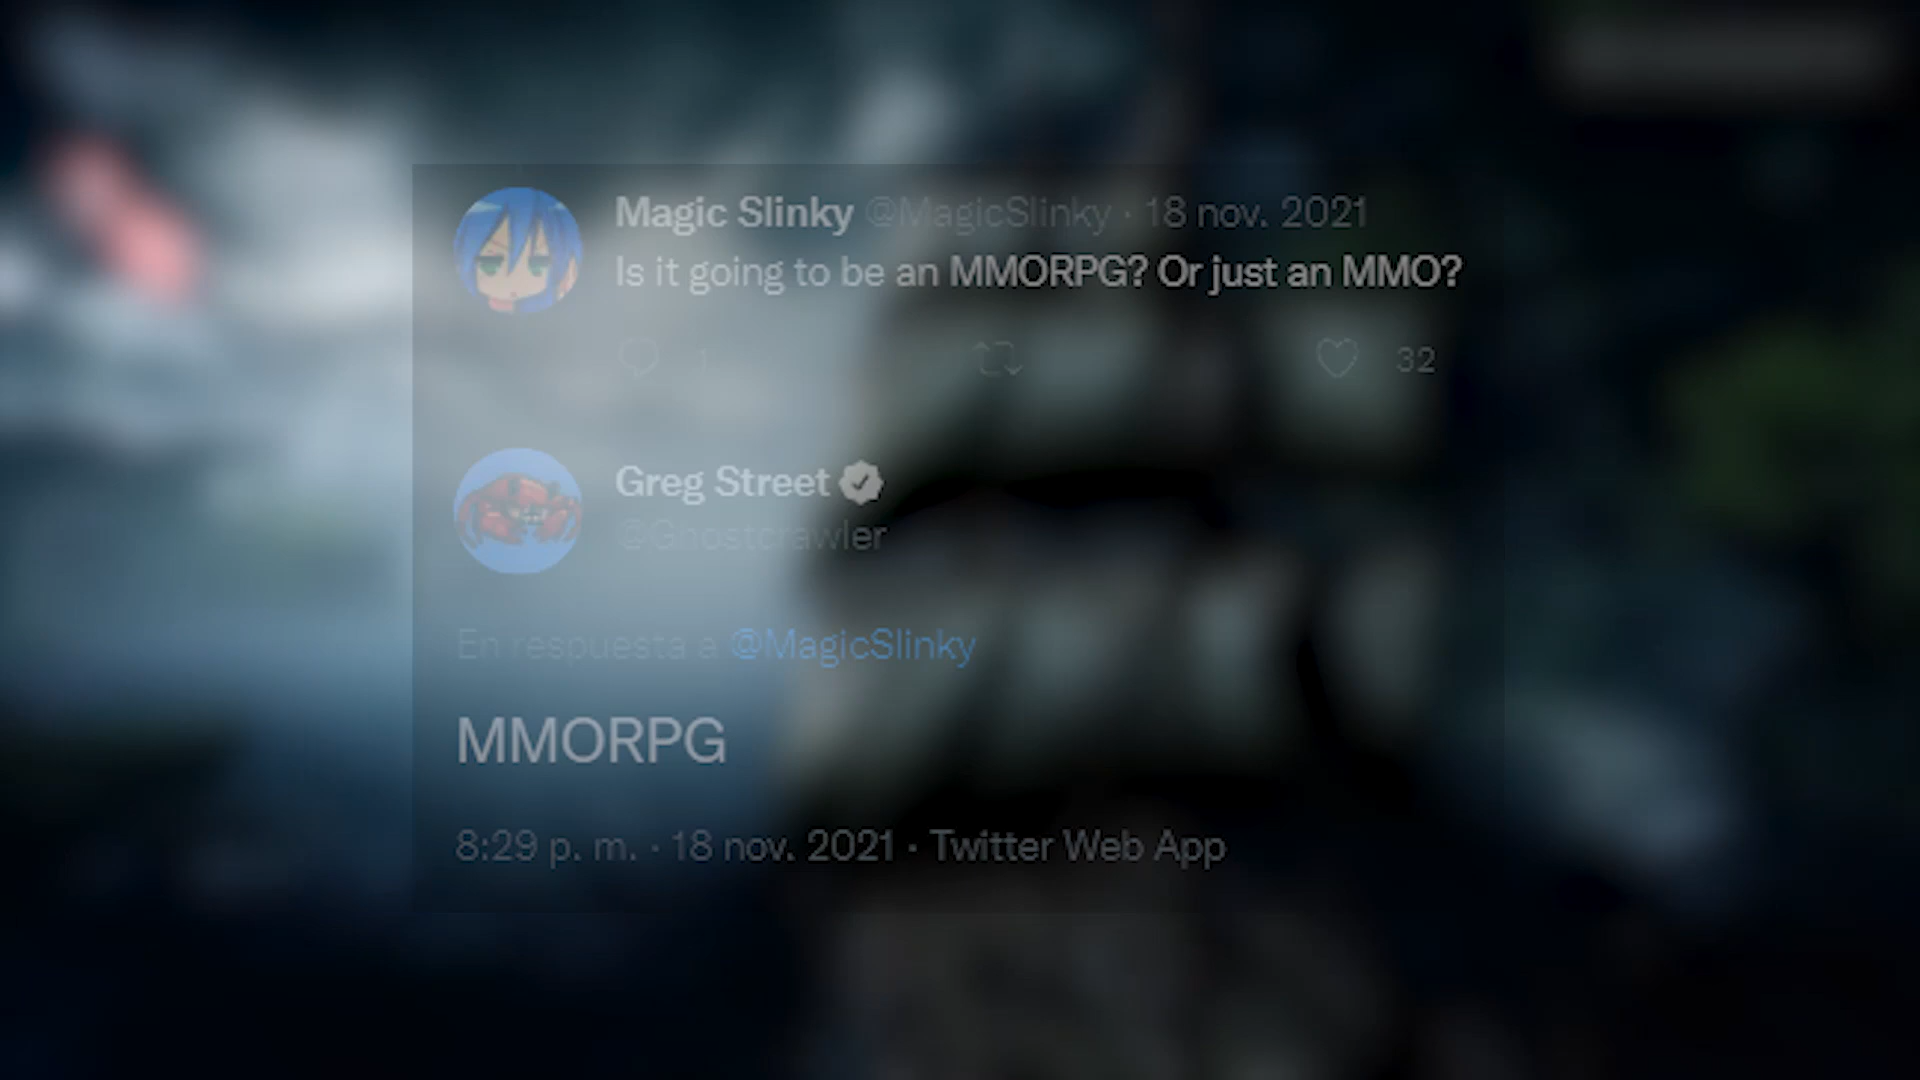 Magic Slinky @MagicSlinky · 18 nov. 2021
Is it going to be an MMORPG? Or just an MMO?
1 32
Greg Street
@Ghostcrawler
En respuesta a @MagicSlinky
MMORPG
8:29 p. m. · 18 nov. 2021 · Twitter Web App